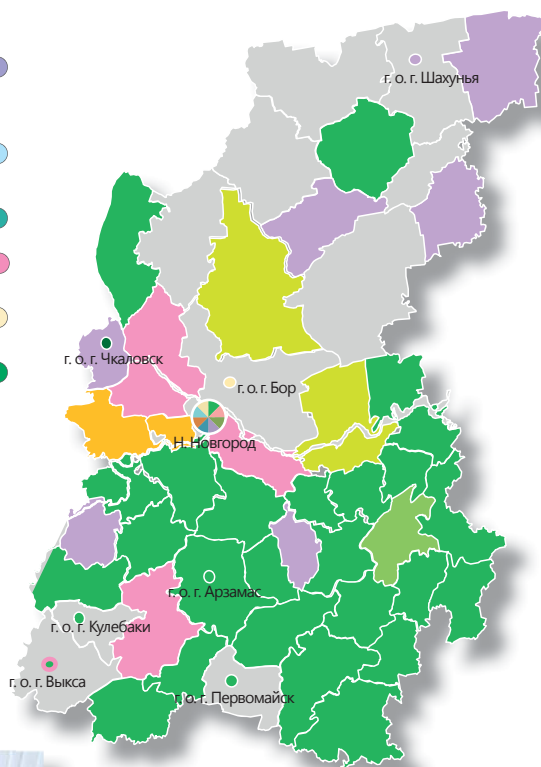 г. о. г. Шахунья
г. о. г. Чкаловск
г. о. г. Бор
Н. Новгород
г. о. г. Арзамас
г. о. г. Кулебаки
г. о. г. Выкса
г. о. г. Первомайск